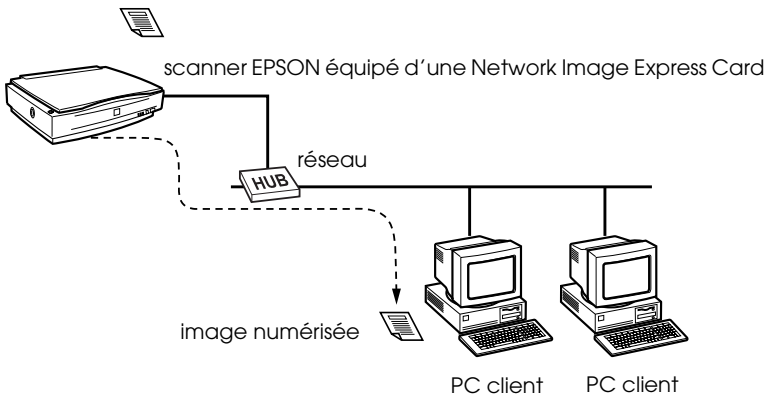 scanner EPSON équipé d'une Network Image Express Card
réseau
HUB
image numérisée
PC client
PC client